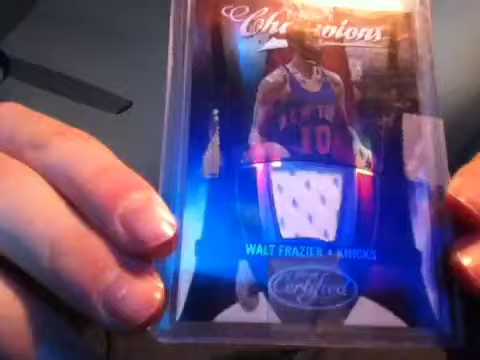 Champions
NEW YORK
10
WALT FRAZIER • KNICKS
Certified